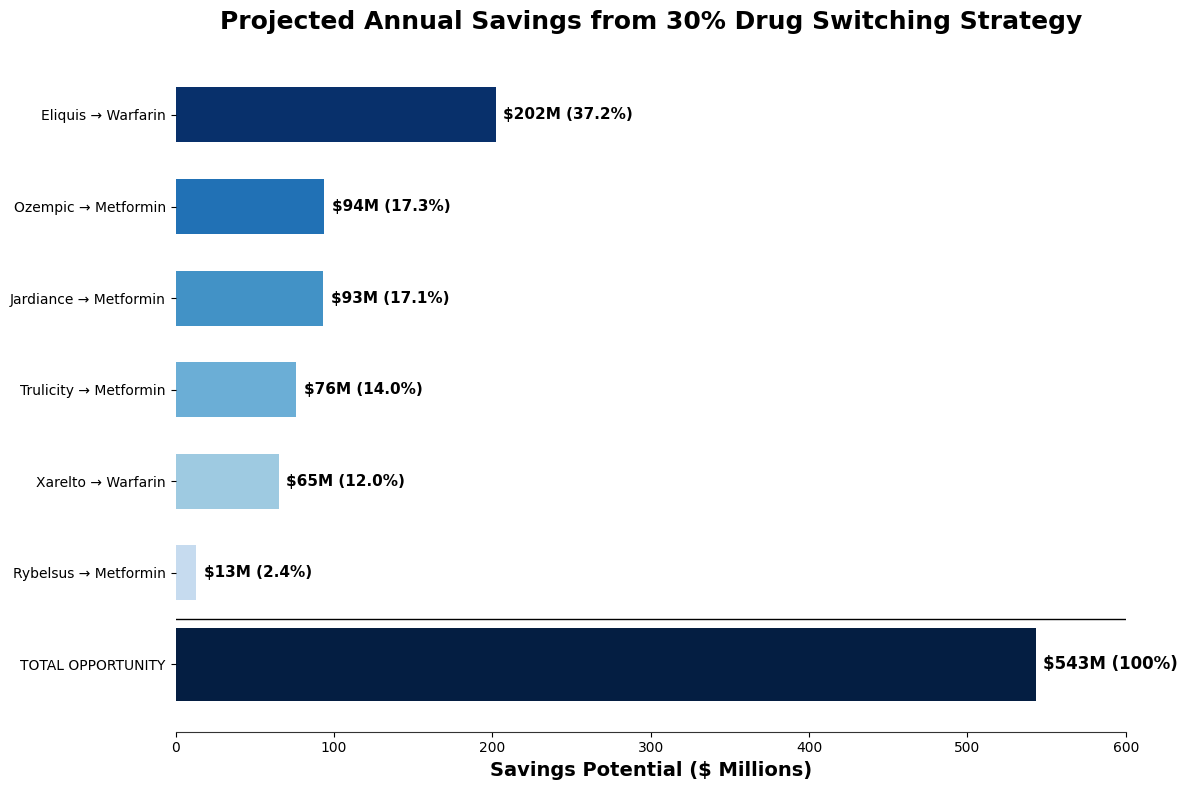 Projected Annual Savings from 30% Drug Switching Strategy
Eliquis → Warfarin
$202M (37.2%)
Ozempic → Metformin
$94M (17.3%)
Jardiance → Metformin
$93M (17.1%)
Trulicity → Metformin
$76M (14.0%)
Xarelto → Warfarin
$65M (12.0%)
Rybelsus → Metformin
$13M (2.4%)
TOTAL OPPORTUNITY
$543M (100%)
0 100 200 300 400 500 600
Savings Potential ($ Millions)